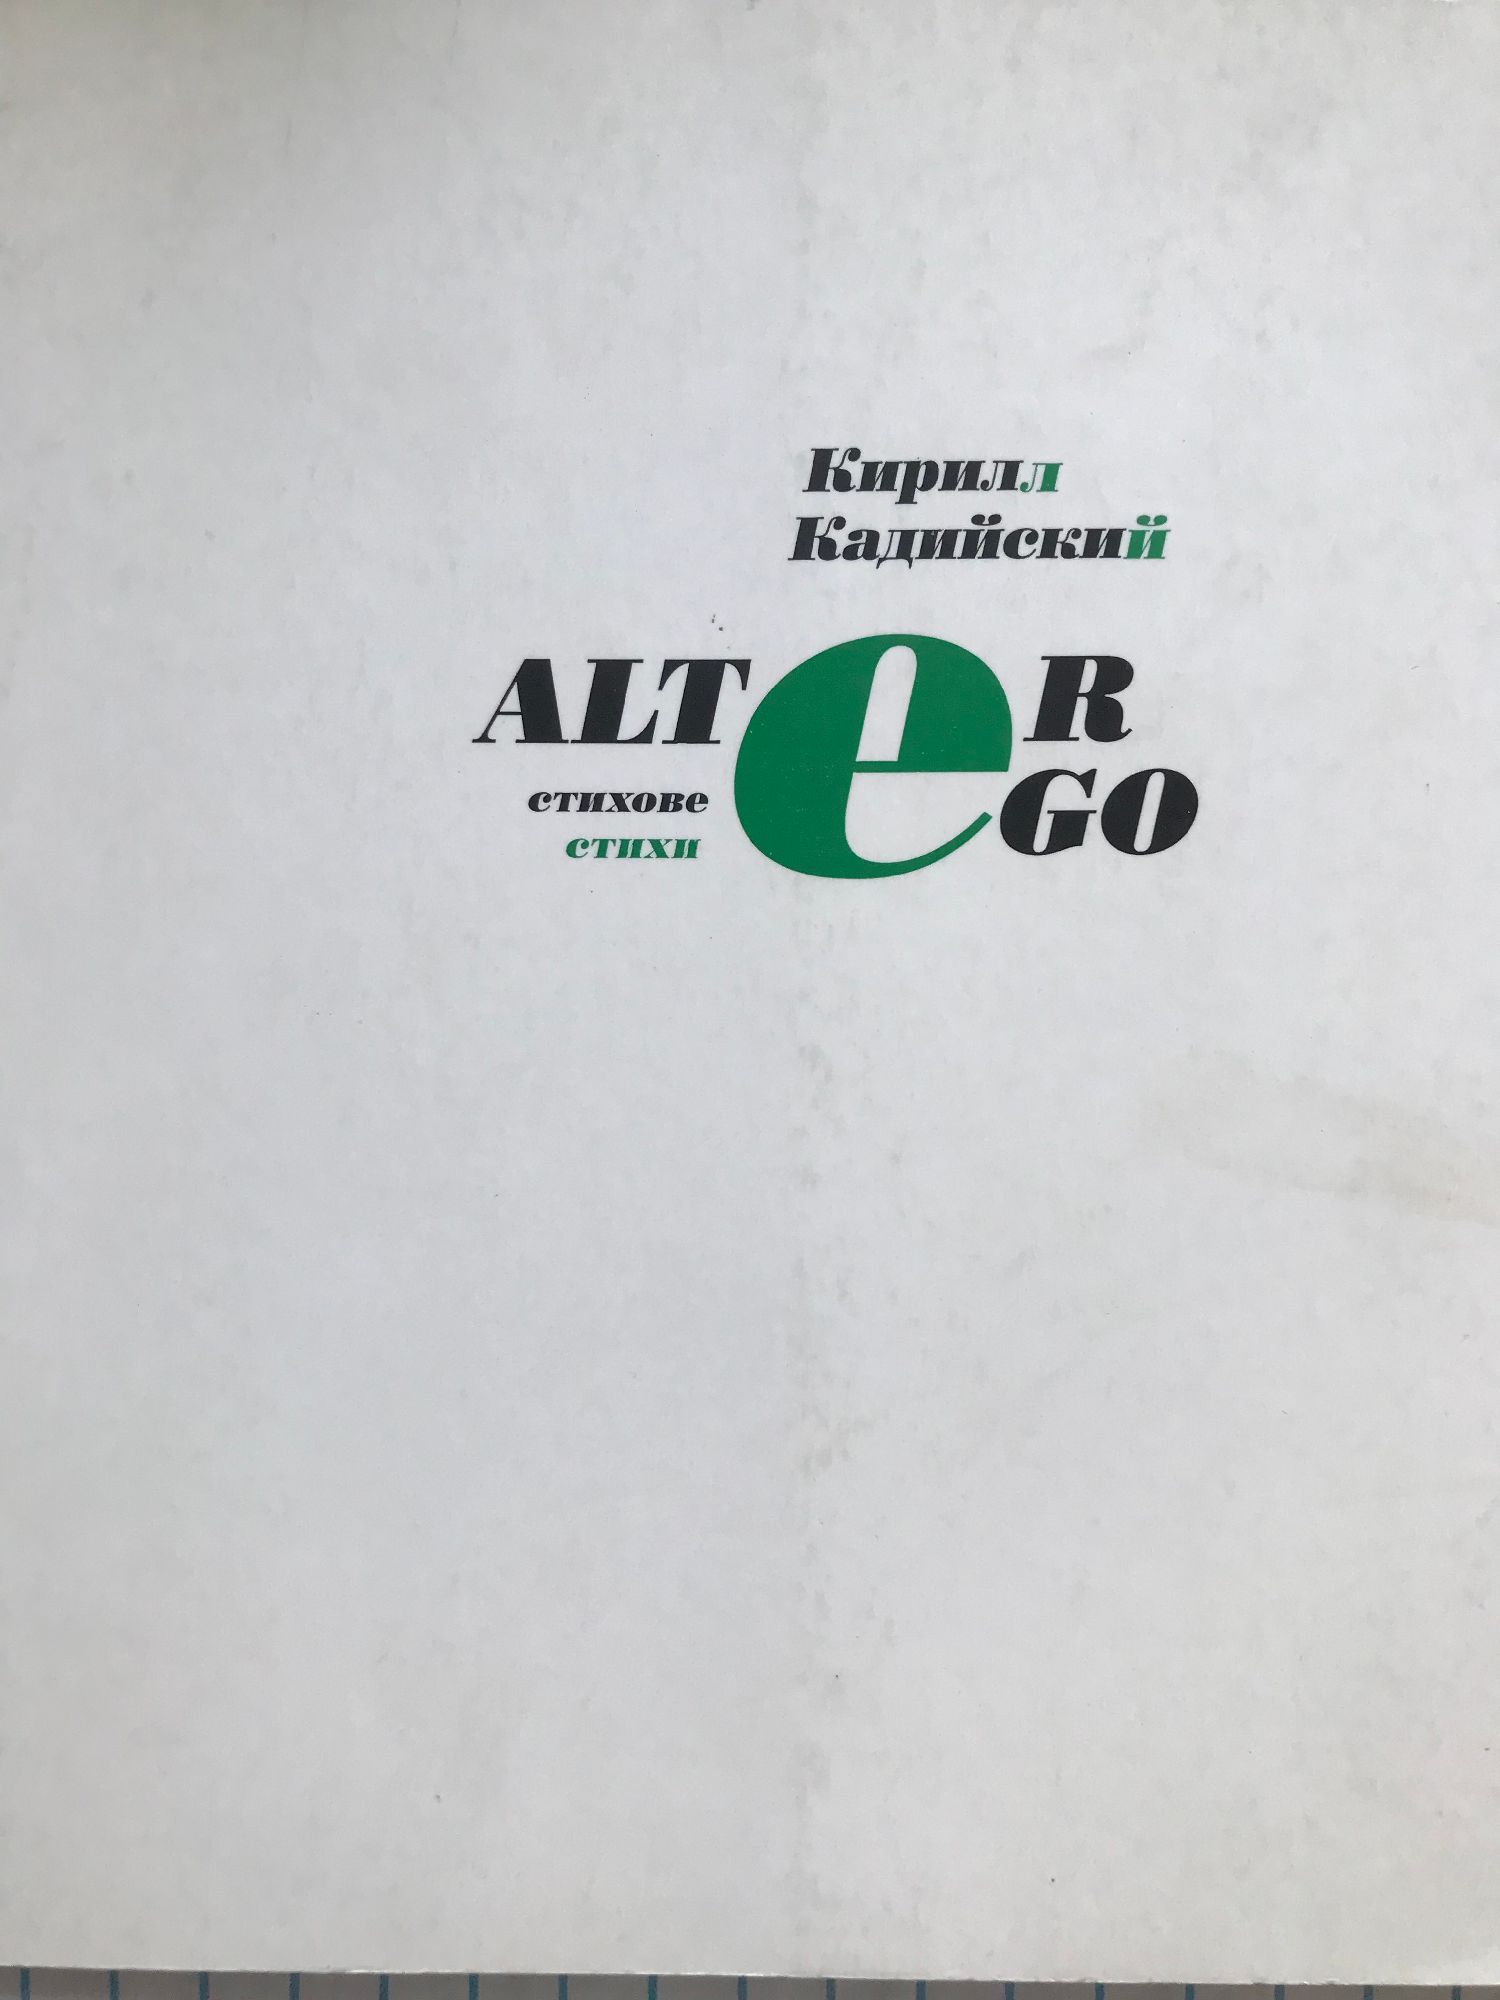 Кирилл
Кадийский
ALTeR
eGO
стихове
стихи